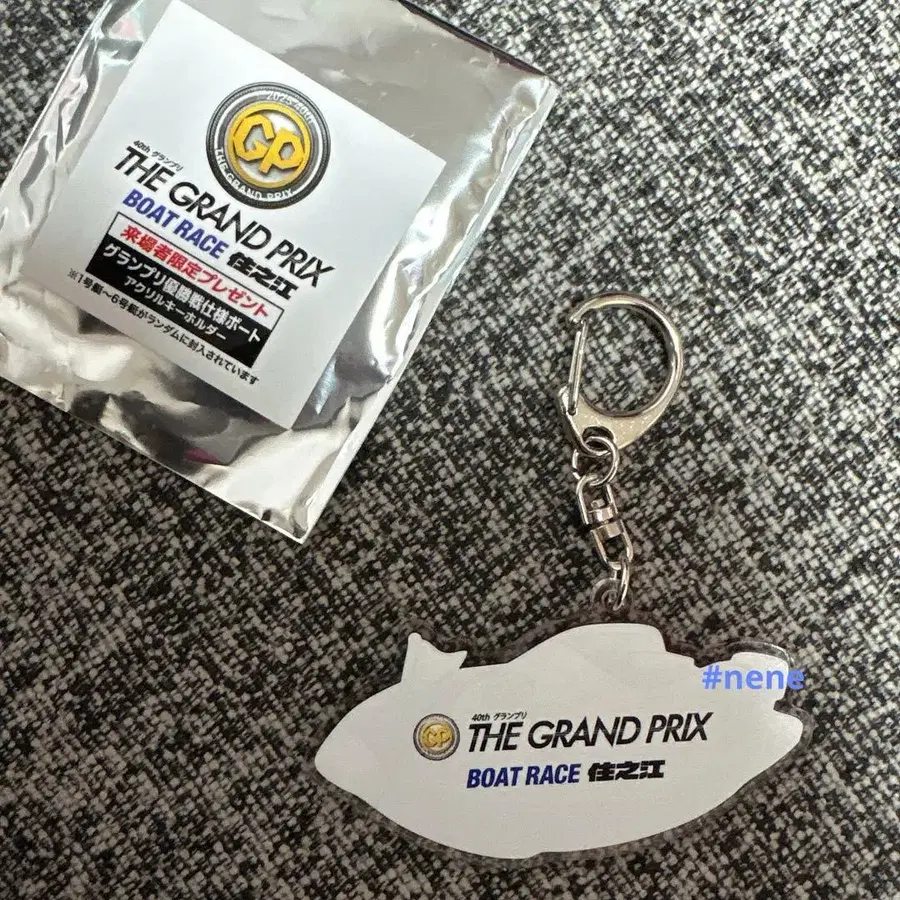 2025 40th
GP
THE GRAND PRIX
40th グランプリ
THE GRAND PRIX
BOAT RACE 住之江
来場者限定プレゼント
グランプリ優勝戦仕様ボート
アクリルキーホルダー
※1号艇～6号艇がランダムに封入されています
#nene
40th グランプリ
GP THE GRAND PRIX
BOAT RACE 住之江